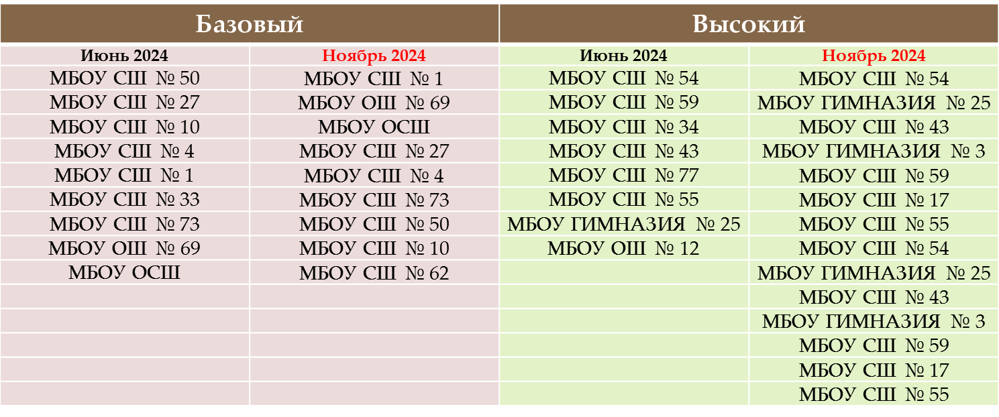 Базовый Высокий
Июнь 2024 Ноябрь 2024 Июнь 2024 Ноябрь 2024
МБОУ СШ № 50 МБОУ СШ № 1 МБОУ СШ № 54 МБОУ СШ № 54
МБОУ СШ № 27 МБОУ ОШ № 69 МБОУ СШ № 59 МБОУ ГИМНАЗИЯ № 25
МБОУ СШ № 10 МБОУ ОСШ МБОУ СШ № 34 МБОУ СШ № 43
МБОУ СШ № 4 МБОУ СШ № 27 МБОУ СШ № 43 МБОУ ГИМНАЗИЯ № 3
МБОУ СШ № 1 МБОУ СШ № 4 МБОУ СШ № 77 МБОУ СШ № 59
МБОУ СШ № 33 МБОУ СШ № 73 МБОУ СШ № 55 МБОУ СШ № 17
МБОУ СШ № 73 МБОУ СШ № 50 МБОУ ГИМНАЗИЯ № 25 МБОУ СШ № 55
МБОУ ОШ № 69 МБОУ СШ № 10 МБОУ ОШ № 12 МБОУ СШ № 54
МБОУ ОСШ МБОУ СШ № 62 МБОУ ГИМНАЗИЯ № 25
МБОУ СШ № 43
МБОУ ГИМНАЗИЯ № 3
МБОУ СШ № 59
МБОУ СШ № 17
МБОУ СШ № 55